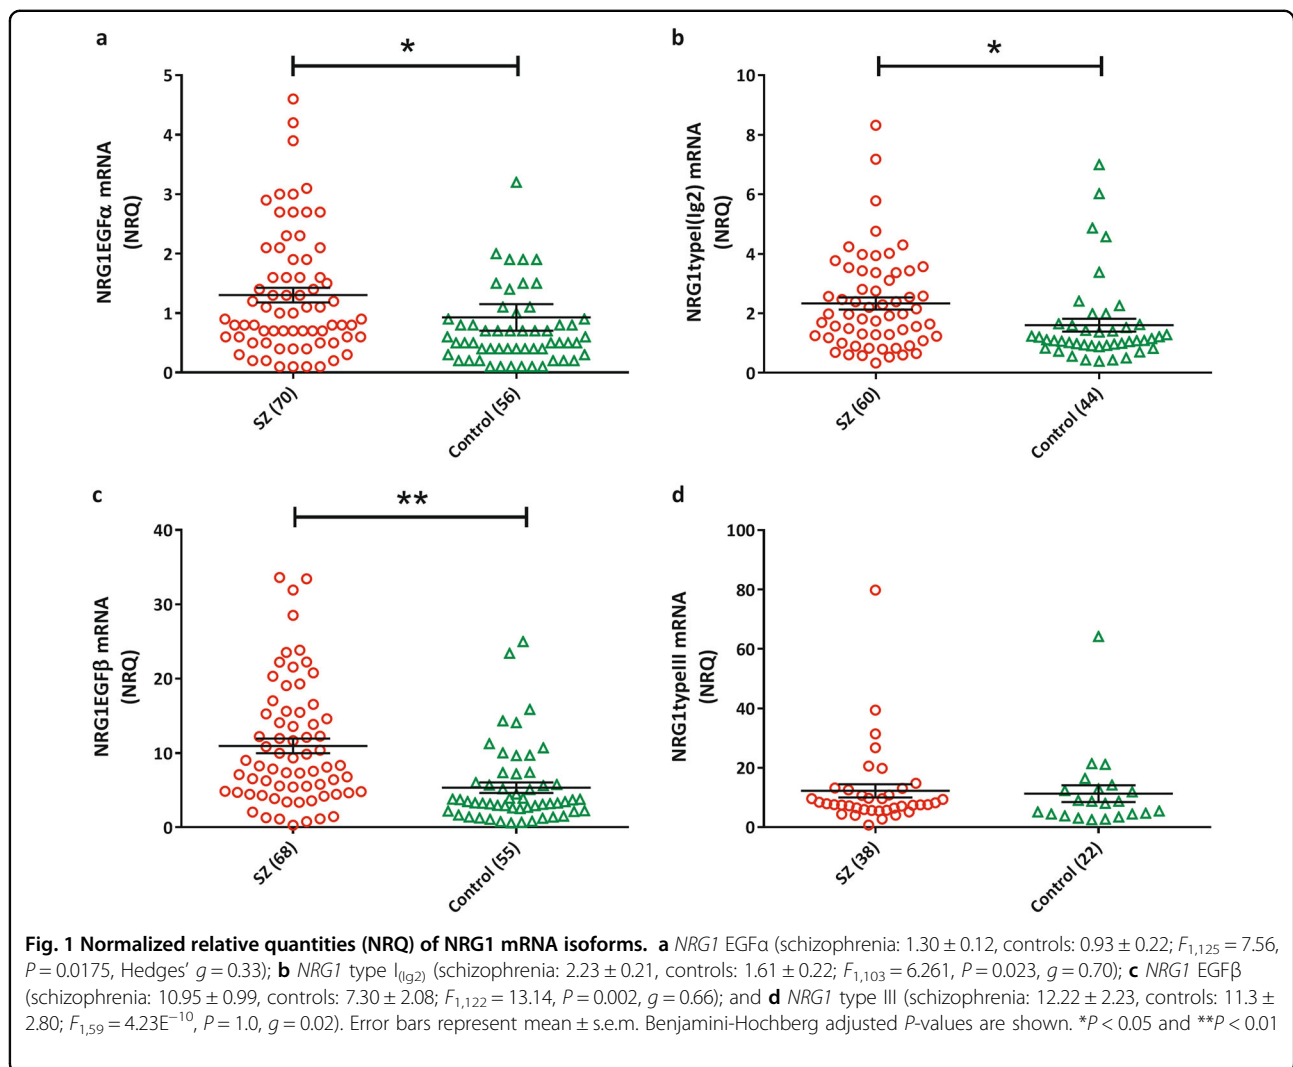 a
*
NRG1EGFα mRNA
(NRQ)
5
4
3
2
1
0
SZ (70)
Control (56)
b
*
NRG1typeI(Ig2) mRNA
(NRQ)
10
8
6
4
2
0
SZ (60)
Control (44)
c
**
NRG1EGFβ mRNA
(NRQ)
40
30
20
10
0
SZ (68)
Control (55)
d
NRG1typeIII mRNA
(NRQ)
100
80
60
40
20
0
SZ (38)
Control (22)
Fig. 1 Normalized relative quantities (NRQ) of NRG1 mRNA isoforms. a NRG1 EGFα (schizophrenia: 1.30 ± 0.12, controls: 0.93 ± 0.22; F1,125 = 7.56,
P = 0.0175, Hedges’ g = 0.33); b NRG1 type I(Ig2) (schizophrenia: 2.23 ± 0.21, controls: 1.61 ± 0.22; F1,103 = 6.261, P = 0.023, g = 0.70); c NRG1 EGFβ
(schizophrenia: 10.95 ± 0.99, controls: 7.30 ± 2.08; F1,122 = 13.14, P = 0.002, g = 0.66); and d NRG1 type III (schizophrenia: 12.22 ± 2.23, controls: 11.3 ±
2.80; F1,59 = 4.23E−10, P = 1.0, g = 0.02). Error bars represent mean ± s.e.m. Benjamini-Hochberg adjusted P-values are shown. *P < 0.05 and **P < 0.01